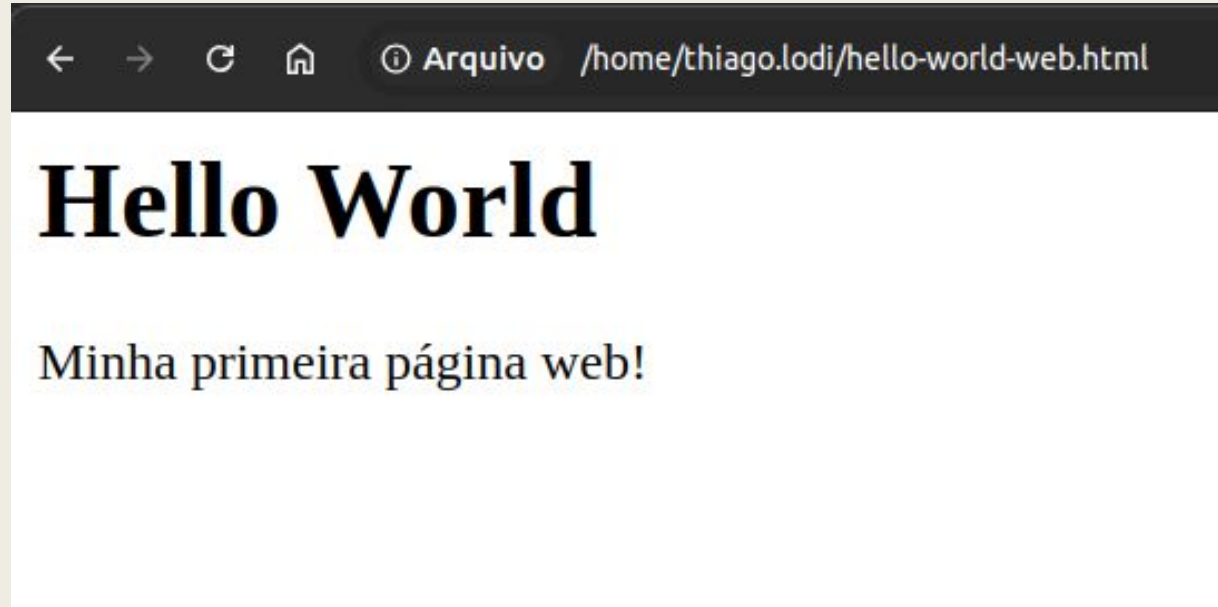 Arquivo /home/thiago.lodi/hello-world-web.html
Hello World
Minha primeira página web!